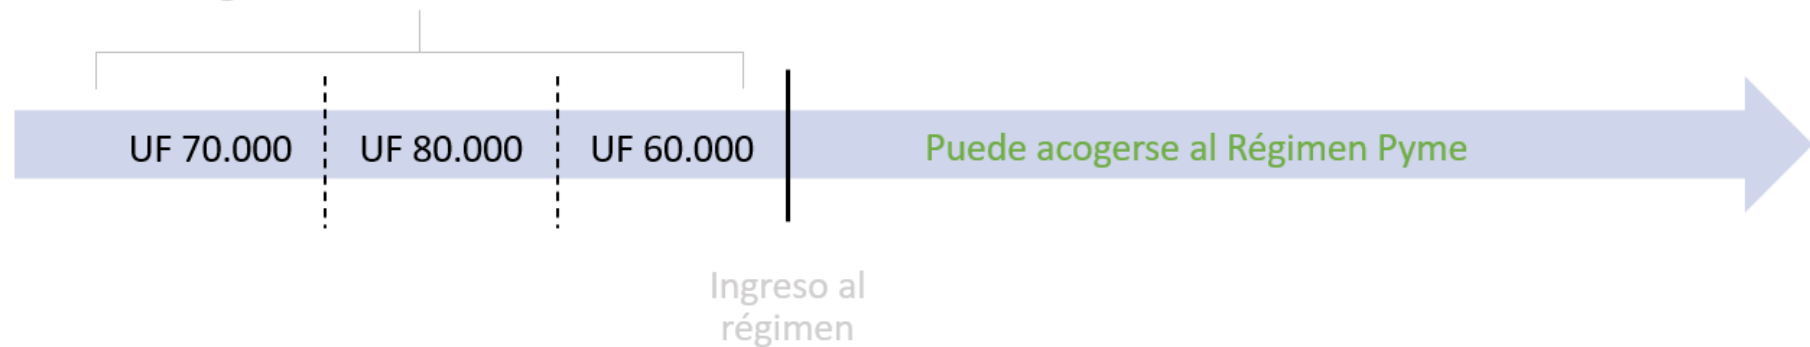 UF 70.000
UF 80.000
UF 60.000
Puede acogerse al Régimen Pyme
Ingreso al
régimen